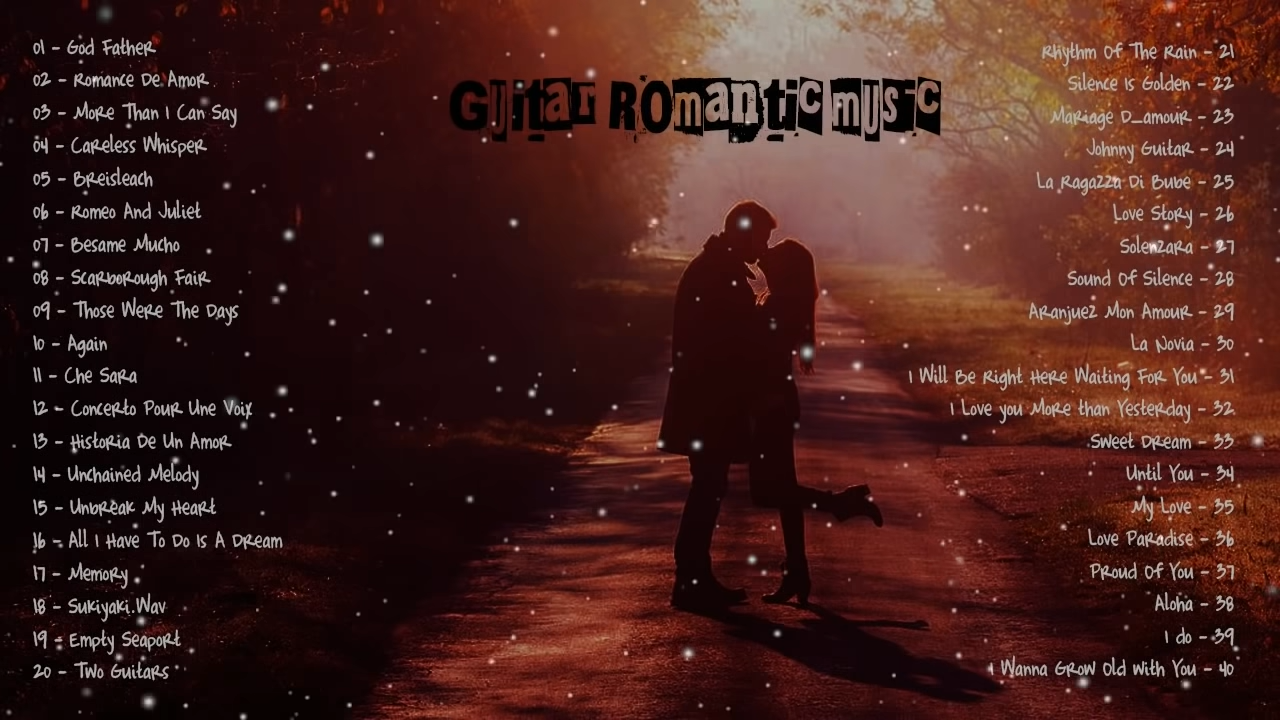 Guitar Romantic music
01 - God Father
02 - Romance De Amor
03 - More Than I Can Say
04 - Careless Whisper
05 - Breisleach
06 - Romeo And Juliet
07 - Besame Mucho
08 - Scarborough Fair
09 - Those Were The Days
10 - Again
11 - Che Sara
12 - Concerto Pour Une Voix
13 - Historia De Un Amor
14 - Unchained Melody
15 - Unbreak My Heart
16 - All I Have To Do Is A Dream
17 - Memory
18 - Sukiyaki.Wav
19 - Empty Seaport
20 - Two Guitars
Rhythm Of The Rain - 21
Silence Is Golden - 22
Mariage D_amour - 23
Johnny Guitar - 24
La Ragazza Di Bube - 25
Love Story - 26
Solenzara - 27
Sound Of Silence - 28
Aranjuez Mon Amour - 29
La Novia - 30
I Will Be Right Here Waiting For You - 31
I Love you More than Yesterday - 32
Sweet Dream - 33
Until You - 34
My Love - 35
Love Paradise - 36
Proud Of You - 37
Aloha - 38
I do - 39
I Wanna Grow Old With You - 40